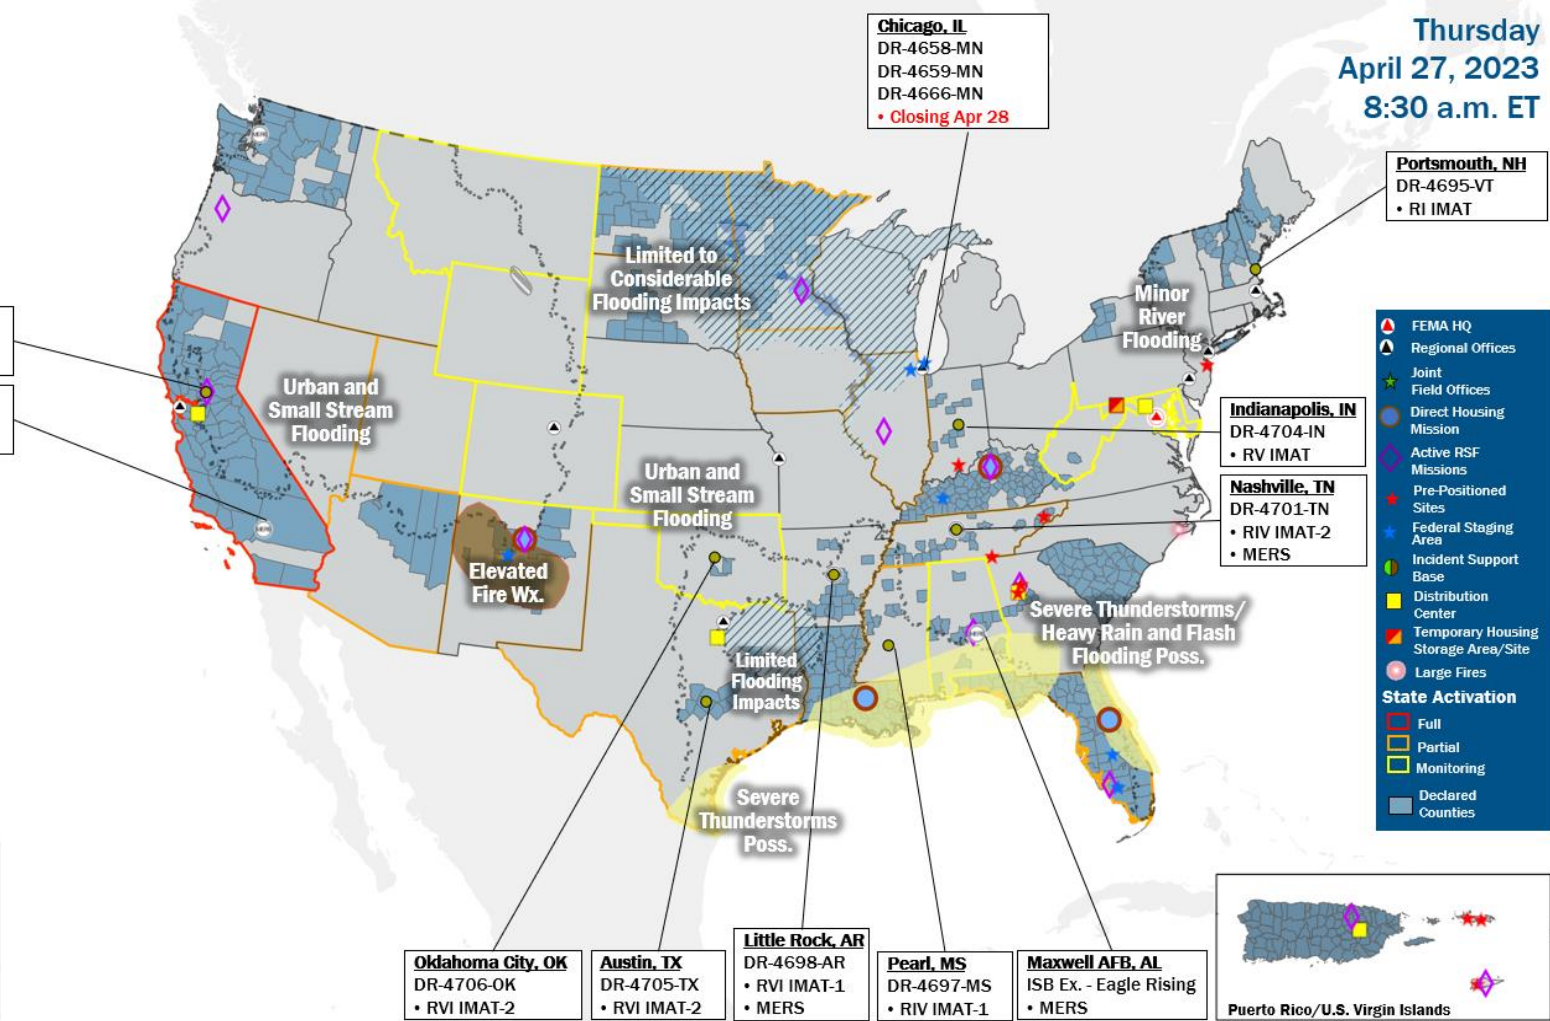 Thursday
April 27, 2023
8:30 a.m. ET
Chicago, IL
DR-4658-MN
DR-4659-MN
DR-4666-MN
• Closing Apr 28
Portsmouth, NH
DR-4695-VT
• RI IMAT
Limited to
Considerable
Flooding Impacts
Minor
River
Flooding
Urban and
Small Stream
Flooding
Urban and
Small Stream
Flooding
Indianapolis, IN
DR-4704-IN
• RV IMAT
Nashville, TN
DR-4701-TN
• RIV IMAT-2
• MERS
Elevated
Fire Wx.
Severe Thunderstorms/
Heavy Rain and Flash
Flooding Poss.
Limited
Flooding
Impacts
Severe
Thunderstorms
Poss.
FEMA HQ
Regional Offices
Joint
Field Offices
Direct Housing
Mission
Active RSF
Missions
Pre-Positioned
Sites
Federal Staging
Area
Incident Support
Base
Distribution
Center
Temporary Housing
Storage Area/Site
Large Fires
State Activation
Full
Partial
Monitoring
Declared
Counties
Oklahoma City, OK
DR-4706-OK
• RVI IMAT-2
Austin, TX
DR-4705-TX
• RVI IMAT-2
Little Rock, AR
DR-4698-AR
• RVI IMAT-1
• MERS
Pearl, MS
DR-4697-MS
• RIV IMAT-1
Maxwell AFB, AL
ISB Ex. - Eagle Rising
• MERS
Puerto Rico/U.S. Virgin Islands
MERS
MERS
MERS